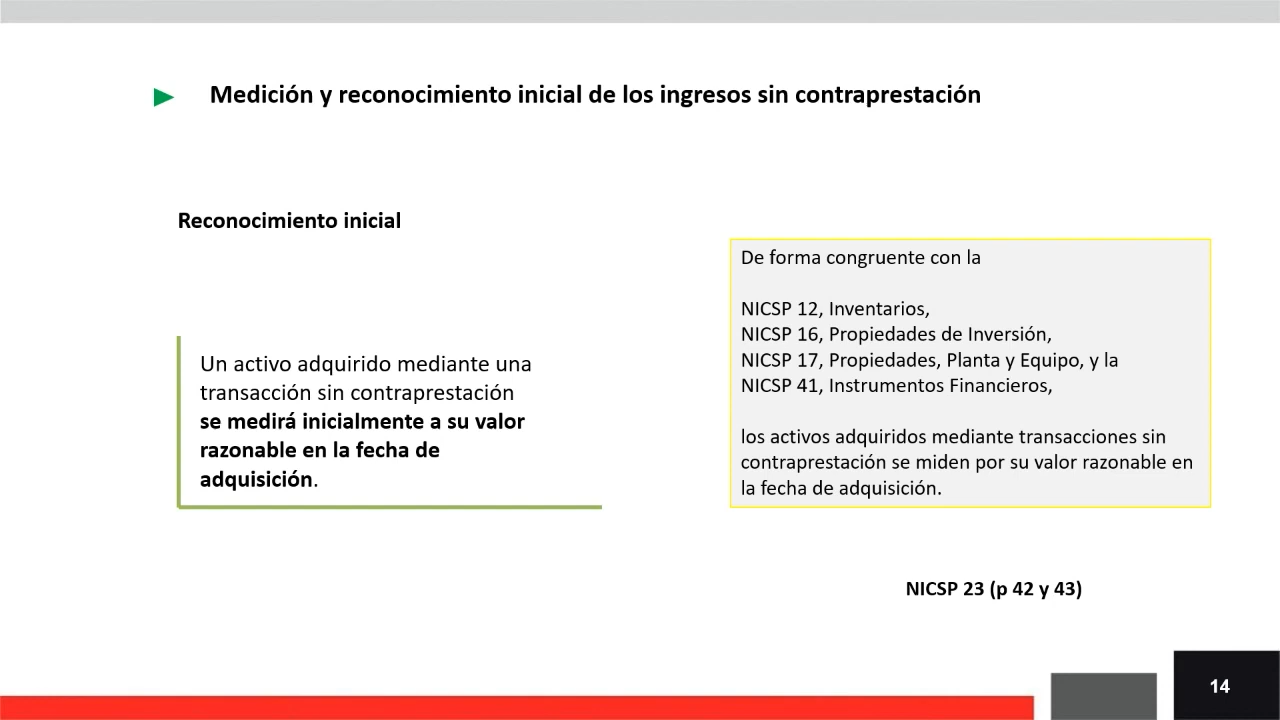 Medición y reconocimiento inicial de los ingresos sin contraprestación
Reconocimiento inicial
Un activo adquirido mediante una
transacción sin contraprestación
se medirá inicialmente a su valor
razonable en la fecha de
adquisición.
De forma congruente con la
NICSP 12, Inventarios,
NICSP 16, Propiedades de Inversión,
NICSP 17, Propiedades, Planta y Equipo, y la
NICSP 41, Instrumentos Financieros,
los activos adquiridos mediante transacciones sin
contraprestación se miden por su valor razonable en
la fecha de adquisición.
NICSP 23 (p 42 y 43)
14